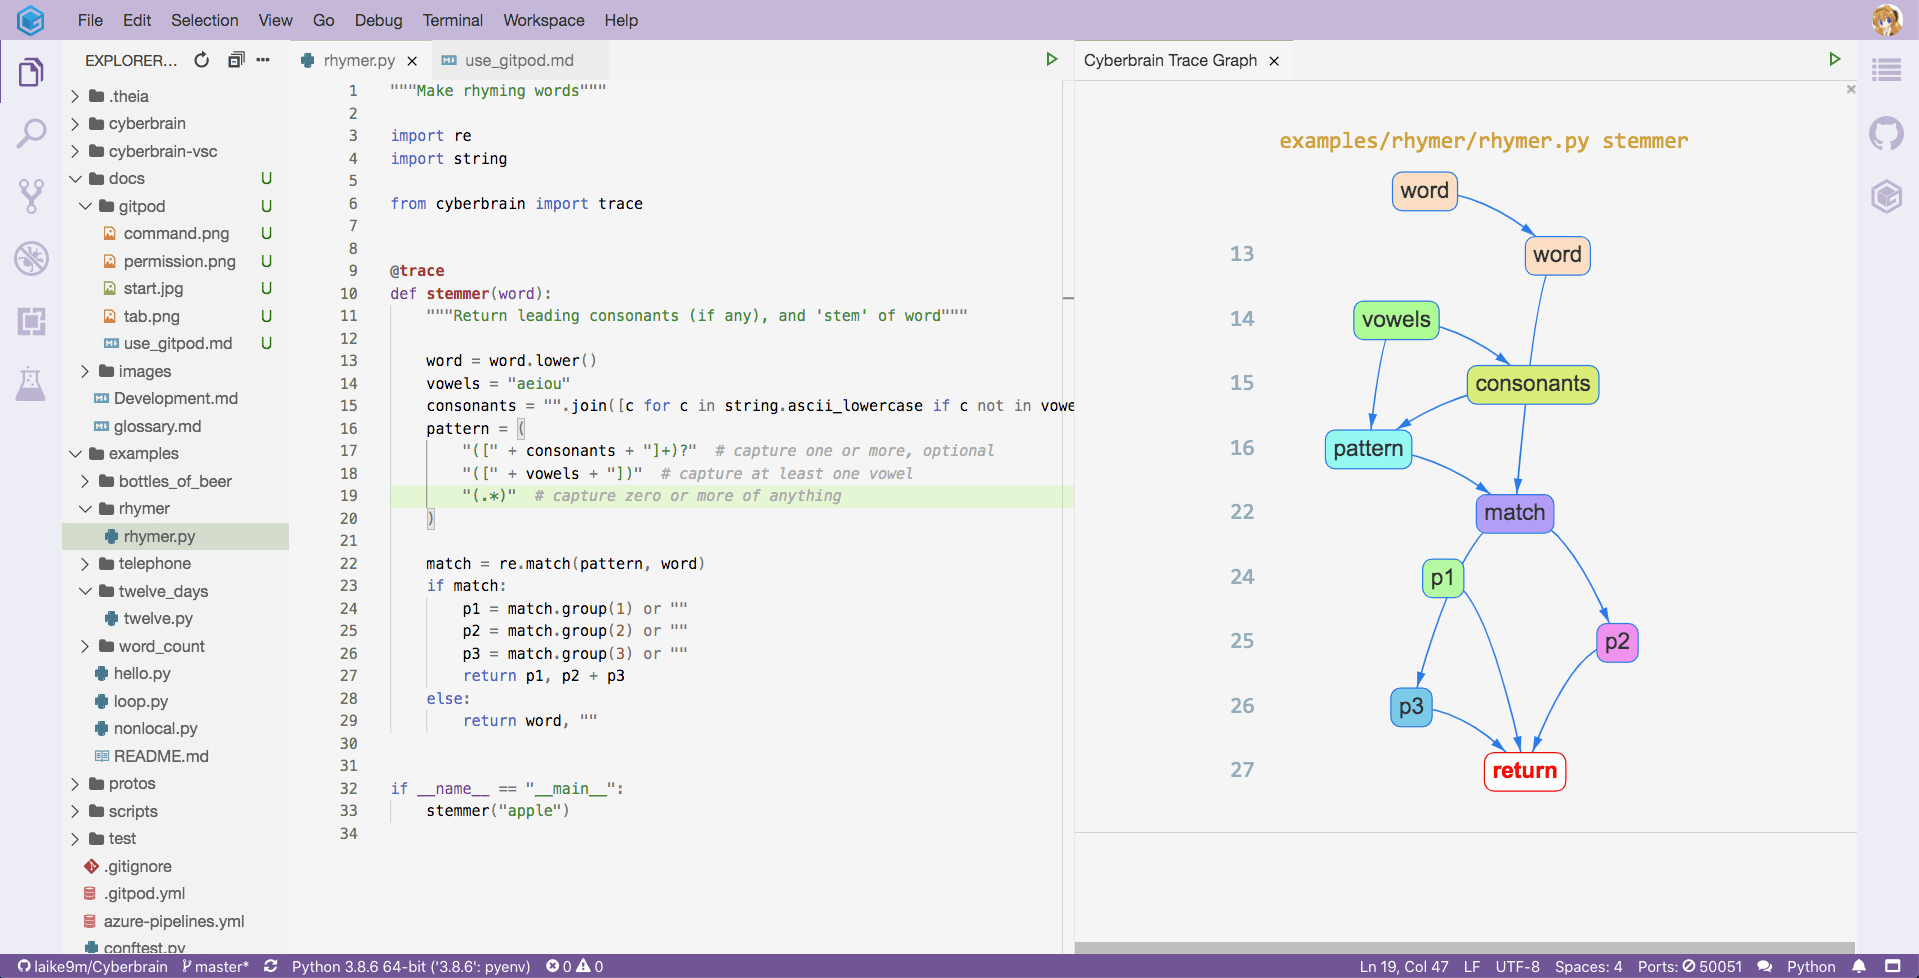 File Edit Selection View Go Debug Terminal Workspace Help
EXPLORER...
.theia
cyberbrain
cyberbrain-vsc
docs U
gitpod U
command.png U
permission.png U
start.jpg U
tab.png U
use_gitpod.md U
images
Development.md
glossary.md
examples
bottles_of_beer
rhymer
rhymer.py
telephone
twelve_days
twelve.py
word_count
hello.py
loop.py
nonlocal.py
README.md
protos
scripts
test
.gitignore
.gitpod.yml
azure-pipelines.yml
conftest.py
rhymer.py × use_gitpod.md
1 """Make rhyming words"""
2
3 import re
4 import string
5
6 from cyberbrain import trace
7
8
9 @trace
10 def stemmer(word):
11 """Return leading consonants (if any), and 'stem' of word"""
12
13 word = word.lower()
14 vowels = "aeiou"
15 consonants = "".join([c for c in string.ascii_lowercase if c not in vowe
16 pattern = (
17 "([" + consonants + "]+)?" # capture one or more, optional
18 "([" + vowels + "])" # capture at least one vowel
19 "(.*)" # capture zero or more of anything
20 )
21
22 match = re.match(pattern, word)
23 if match:
24 p1 = match.group(1) or ""
25 p2 = match.group(2) or ""
26 p3 = match.group(3) or ""
27 return p1, p2 + p3
28 else:
29 return word, ""
30
31
32 if __name__ == "__main__":
33 stemmer("apple")
34
Cyberbrain Trace Graph ×
×
examples/rhymer/rhymer.py stemmer
word
13 word
14 vowels
15 consonants
16 pattern
22 match
24 p1
25 p2
26 p3
27 return
laike9m/Cyberbrain master* Python 3.8.6 64-bit ('3.8.6': pyenv) 0 0 Ln 19, Col 47 LF UTF-8 Spaces: 4 Ports: 50051 Python